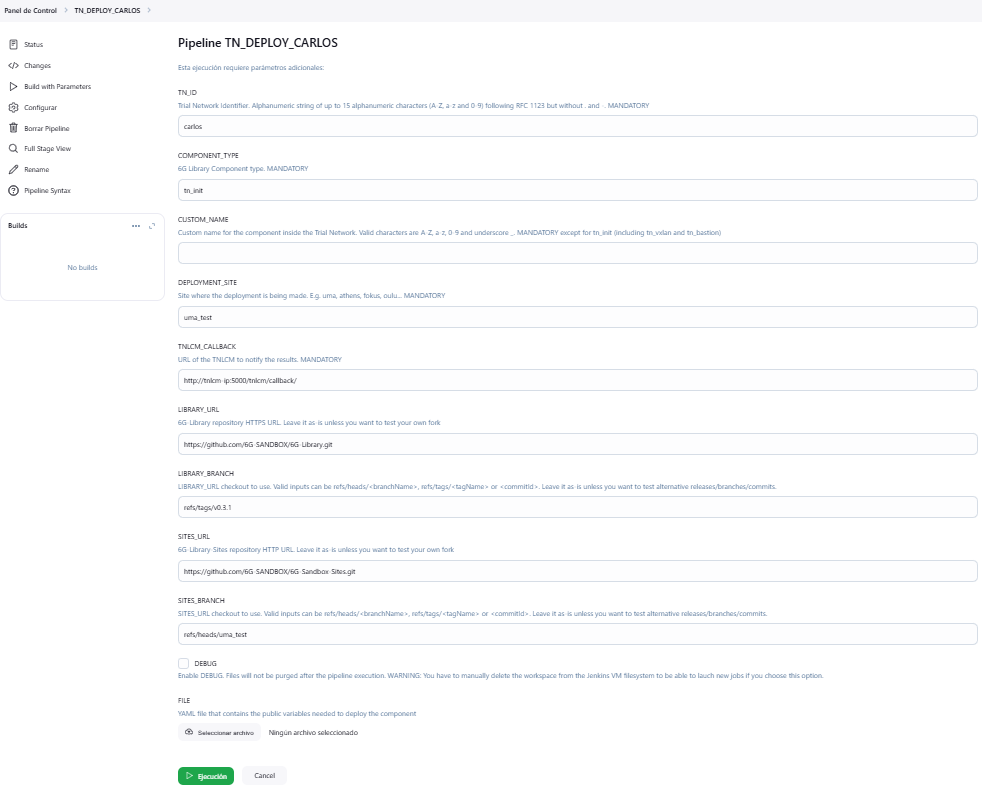 Panel de Control > TN_DEPLOY_CARLOS >
Status
Changes
Build with Parameters
Configurar
Borrar Pipeline
Full Stage View
Rename
Pipeline Syntax
Builds
No builds
Pipeline TN_DEPLOY_CARLOS
Esta ejecución requiere parámetros adicionales:
TN_ID
Trial Network Identifier. Alphanumeric string of up to 15 alphanumeric characters (A-Z, a-z and 0-9) following RFC 1123 but without . and -. MANDATORY
carlos
COMPONENT_TYPE
6G Library Component type. MANDATORY
tn_init
CUSTOM_NAME
Custom name for the component inside the Trial Network. Valid characters are A-Z, a-z, 0-9 and underscore _. MANDATORY except for tn_init (including tn_vxlan and tn_bastion)
DEPLOYMENT_SITE
Site where the deployment is being made. E.g. uma, athens, fokus, oulu... MANDATORY
uma_test
TNLCM_CALLBACK
URL of the TNLCM to notify the results. MANDATORY
http://tnlcm-ip:5000/tnlcm/callback/
LIBRARY_URL
6G-Library repository HTTPS URL. Leave it as-is unless you want to test your own fork
https://github.com/6G-SANDBOX/6G-Library.git
LIBRARY_BRANCH
LIBRARY_URL checkout to use. Valid inputs can be refs/heads/<branchName>, refs/tags/<tagName> or <commitId>. Leave it as-is unless you want to test alternative releases/branches/commits.
refs/tags/v0.3.1
SITES_URL
6G-Library-Sites repository HTTP URL. Leave it as-is unless you want to test your own fork
https://github.com/6G-SANDBOX/6G-Sandbox-Sites.git
SITES_BRANCH
SITES_URL checkout to use. Valid inputs can be refs/heads/<branchName>, refs/tags/<tagName> or <commitId>. Leave it as-is unless you want to test alternative releases/branches/commits.
refs/heads/uma_test
DEBUG
Enable DEBUG. Files will not be purged after the pipeline execution. WARNING: You have to manually delete the workspace from the Jenkins VM filesystem to be able to lauch new jobs if you choose this option.
FILE
YAML file that contains the public variables needed to deploy the component
Seleccionar archivo Ningún archivo seleccionado
Ejecución Cancel